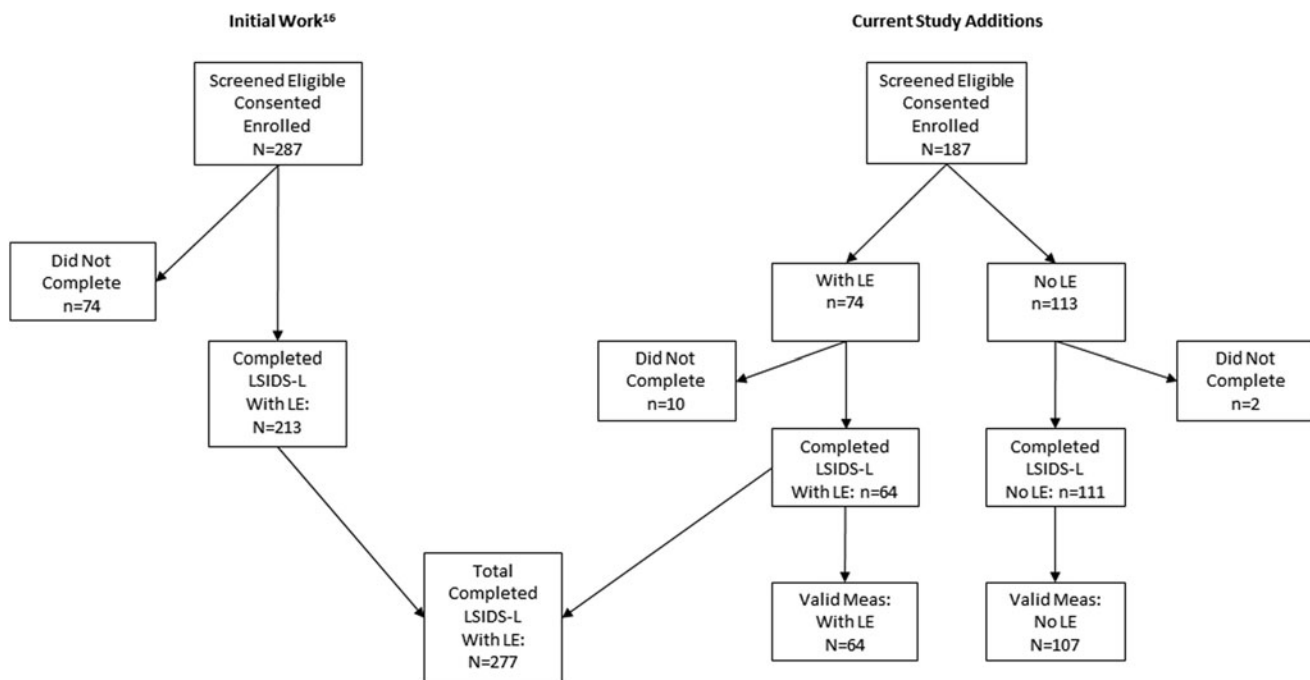 Initial Work16
Current Study Additions
Screened Eligible
Consented
Enrolled
N=287
Screened Eligible
Consented
Enrolled
N=187
Did Not
Complete
n=74
With LE
n=74
No LE
n=113
Completed
LSIDS-L
With LE:
N=213
Did Not
Complete
n=10
Did Not
Complete
n=2
Completed
LSIDS-L
With LE: n=64
Completed
LSIDS-L
No LE: n=111
Total
Completed
LSIDS-L
With LE:
N=277
Valid Meas:
With LE
N=64
Valid Meas:
No LE
N=107